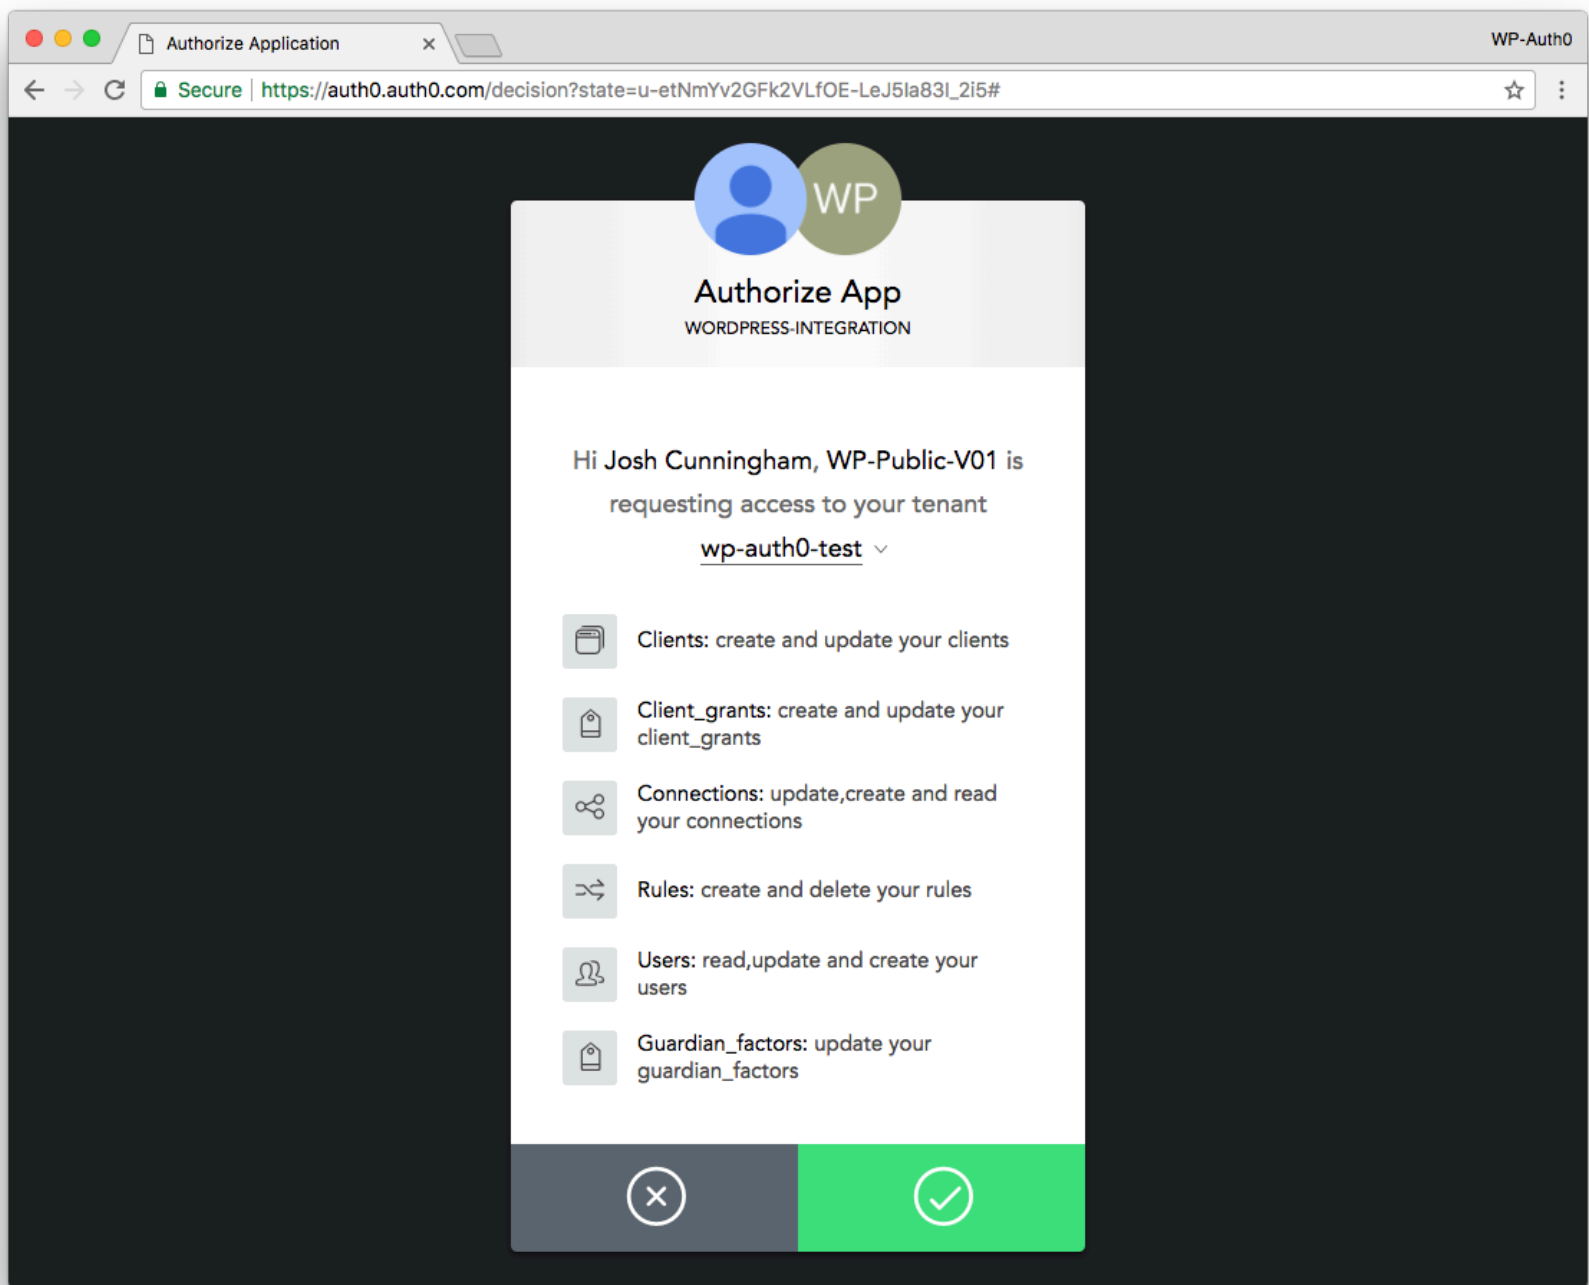 Authorize Application
WP-Auth0
Secure https://auth0.auth0.com/decision?state=u-etNmYv2GFk2VLfOE-LeJ5Ia83I_2i5#
WP
Authorize App
WORDPRESS-INTEGRATION
Hi Josh Cunningham, WP-Public-V01 is
requesting access to your tenant
wp-auth0-test
Clients: create and update your clients
Client_grants: create and update your
client_grants
Connections: update,create and read
your connections
Rules: create and delete your rules
Users: read,update and create your
users
Guardian_factors: update your
guardian_factors